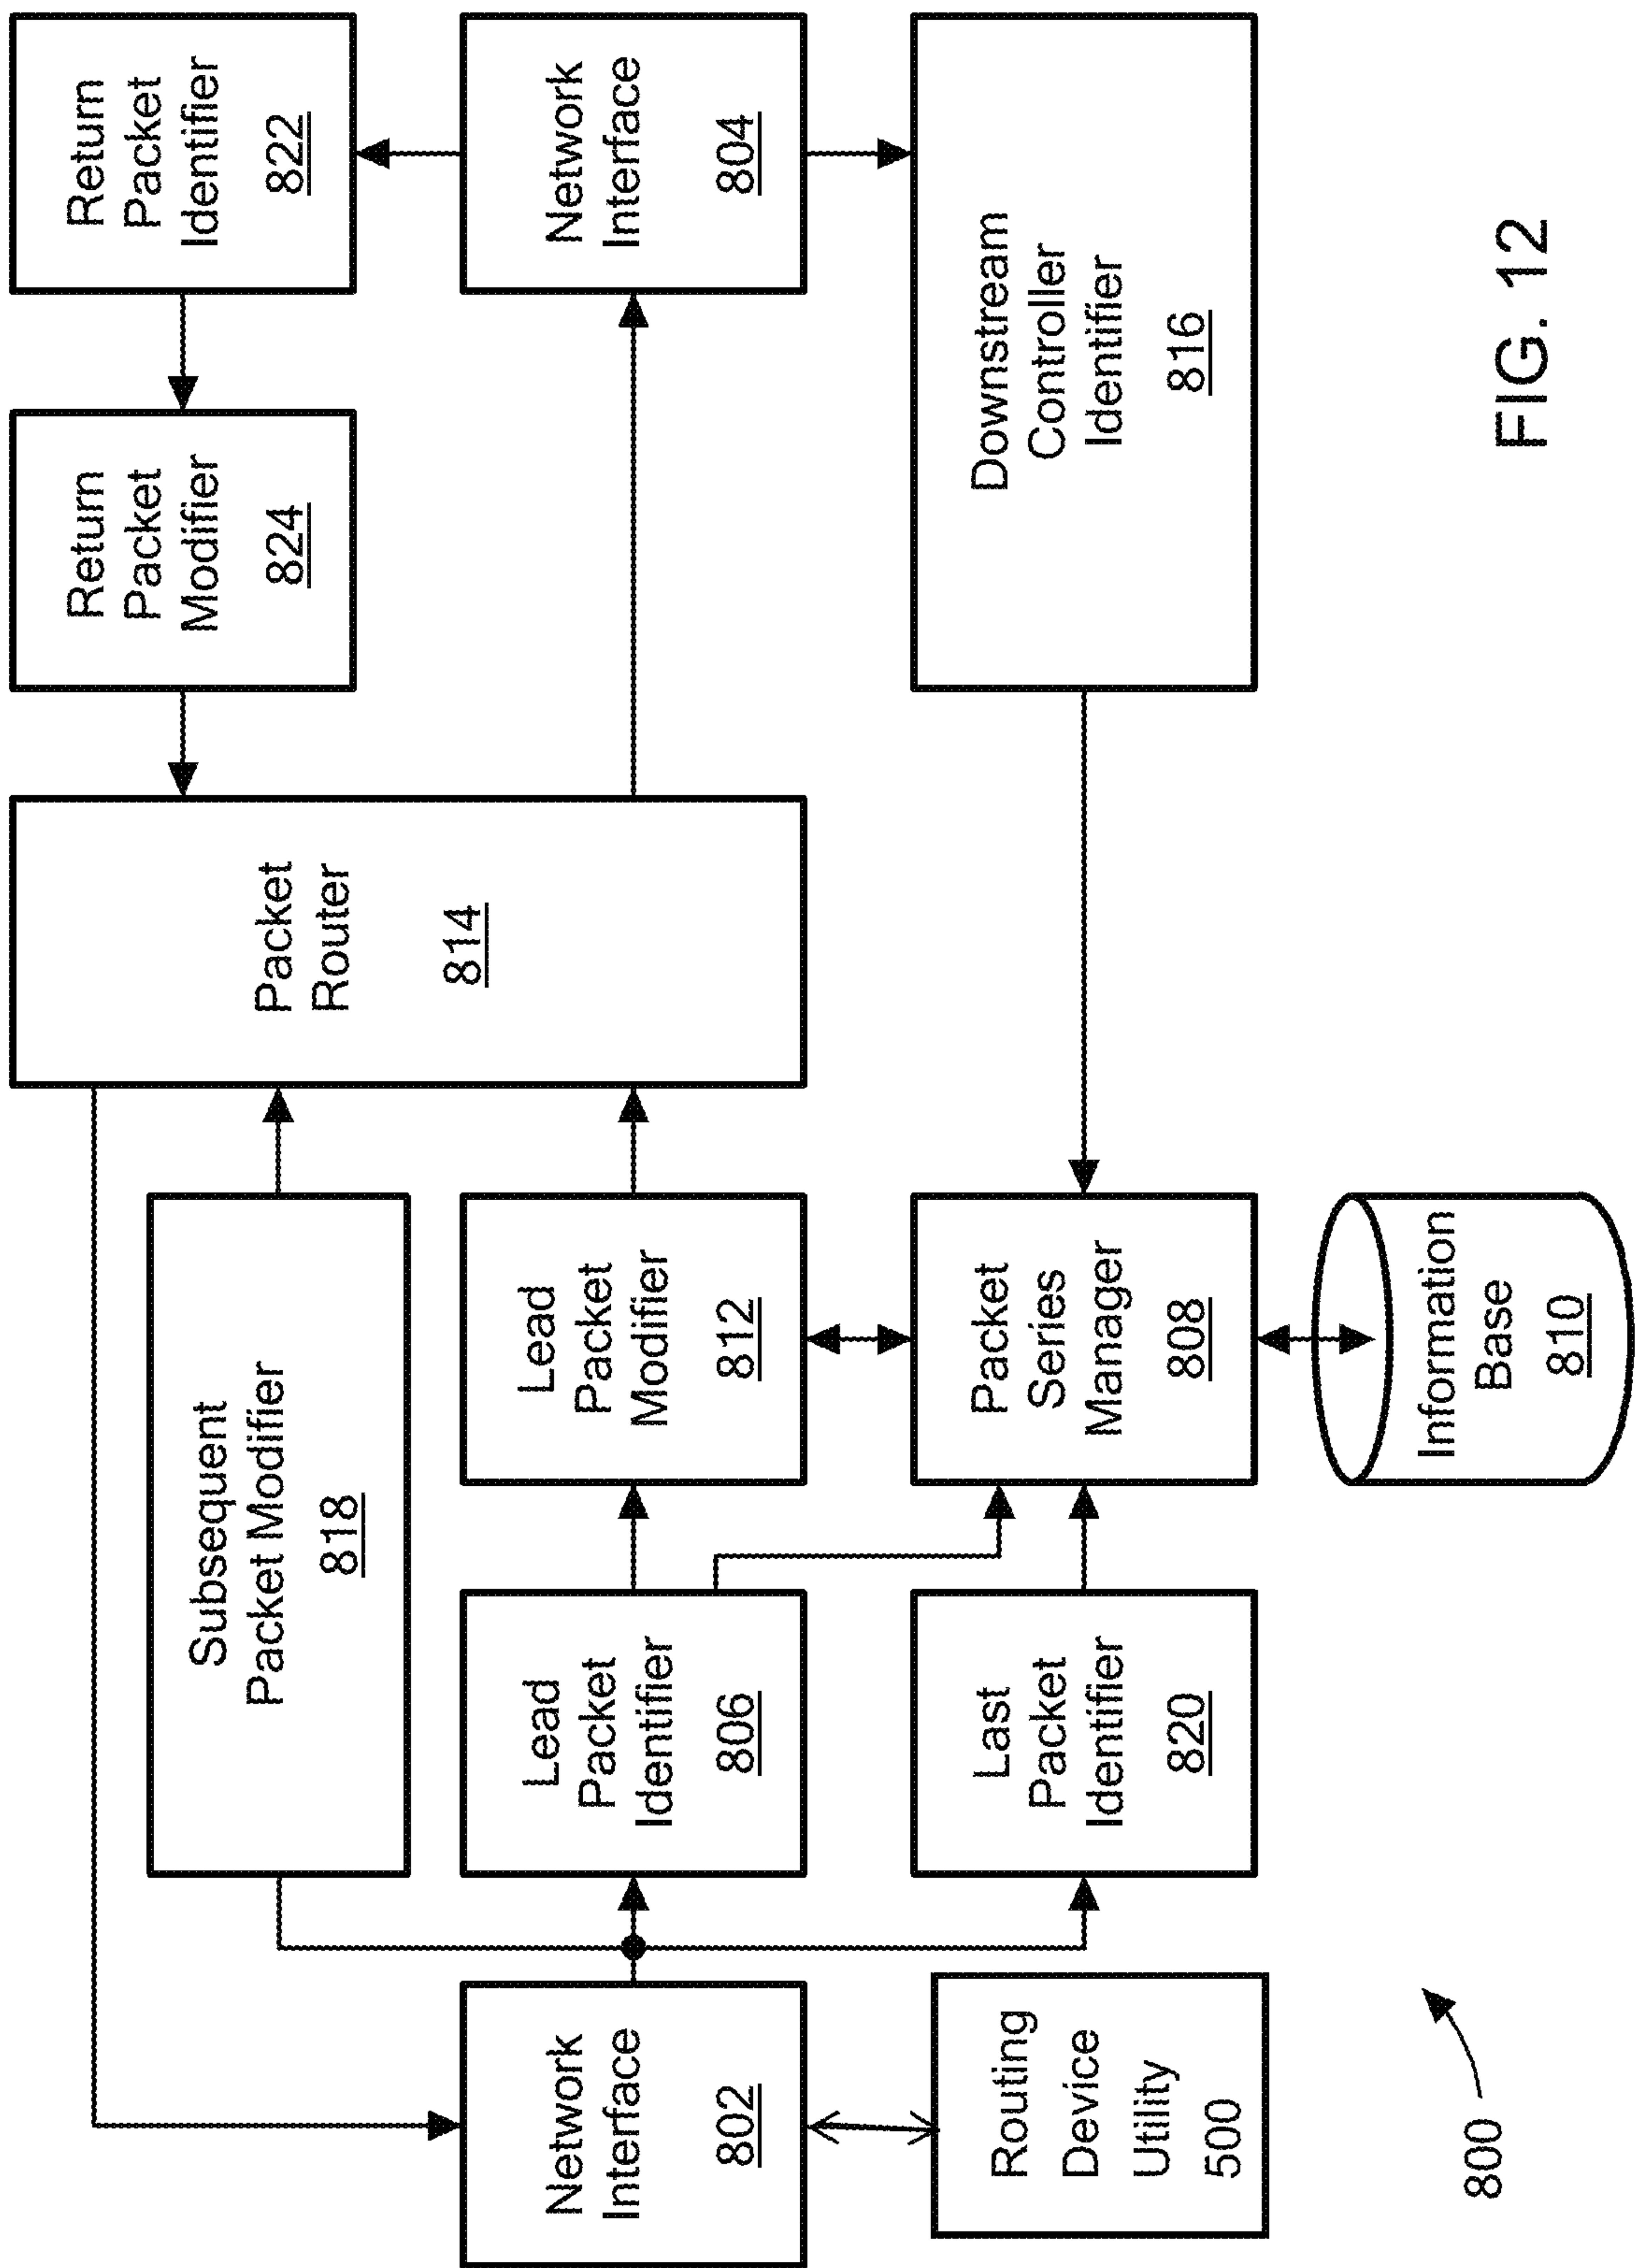 Subsequent
Packet Modifier
818
Packet
Router
814
Return
Packet
Modifier
824
Return
Packet
Identifier
822
Network
Interface
802
Lead
Packet
Identifier
806
Lead
Packet
Modifier
812
Network
Interface
804
Routing
Device
Utility
500
Last
Packet
Identifier
820
Packet
Series
Manager
808
Downstream
Controller
Identifier
816
Information
Base
810
800
FIG. 12